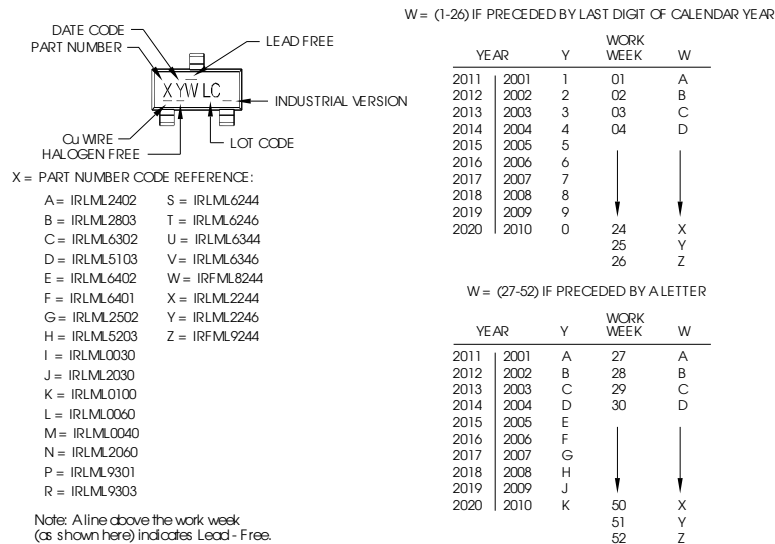 DATE CODE
PART NUMBER
LEAD FREE
X YW LC
INDUSTRIAL VERSION
Cu WIRE
HALOGEN FREE
LOT CODE
X = PART NUMBER CODE REFERENCE:
A = IRLML2402 S = IRLML6244
B = IRLML2803 T = IRLML6246
C = IRLML6302 U = IRLML6344
D = IRLML5103 V = IRLML6346
E = IRLML6402 W = IRFML8244
F = IRLML6401 X = IRLML2244
G = IRLML2502 Y = IRLML2246
H = IRLML5203 Z = IRFML9244
I = IRLML0030
J = IRLML2030
K = IRLML0100
L = IRLML0060
M = IRLML0040
N = IRLML2060
P = IRLML9301
R = IRLML9303
Note: A line above the work week
(as shown here) indicates Lead - Free.
W = (1-26) IF PRECEDED BY LAST DIGIT OF CALENDAR YEAR
WORK
YEAR Y WEEK W
2011 2001 1 01 A
2012 2002 2 02 B
2013 2003 3 03 C
2014 2004 4 04 D
2015 2005 5
2016 2006 6
2017 2007 7
2018 2008 8
2019 2009 9
2020 2010 0 24 X
25 Y
26 Z
W = (27-52) IF PRECEDED BY A LETTER
WORK
YEAR Y WEEK W
2011 2001 A 27 A
2012 2002 B 28 B
2013 2003 C 29 C
2014 2004 D 30 D
2015 2005 E
2016 2006 F
2017 2007 G
2018 2008 H
2019 2009 J
2020 2010 K 50 X
51 Y
52 Z